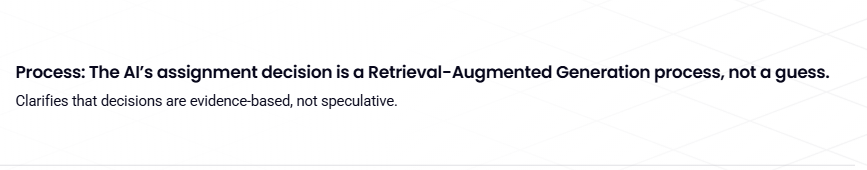 Process: The AI’s assignment decision is a Retrieval-Augmented Generation process, not a guess.
Clarifies that decisions are evidence-based, not speculative.